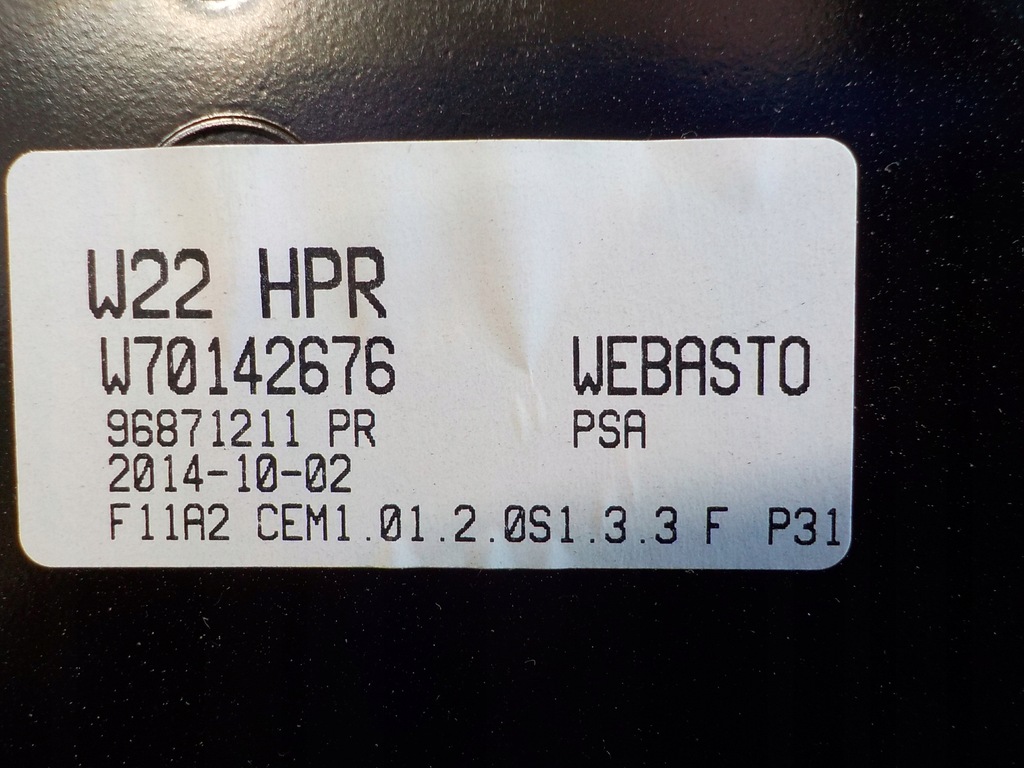 W22 HPR
W70142676 WEBASTO
96871211 PR PSA
2014-10-02
F11A2 CEM1.01.2.0S1.3.3 F P31